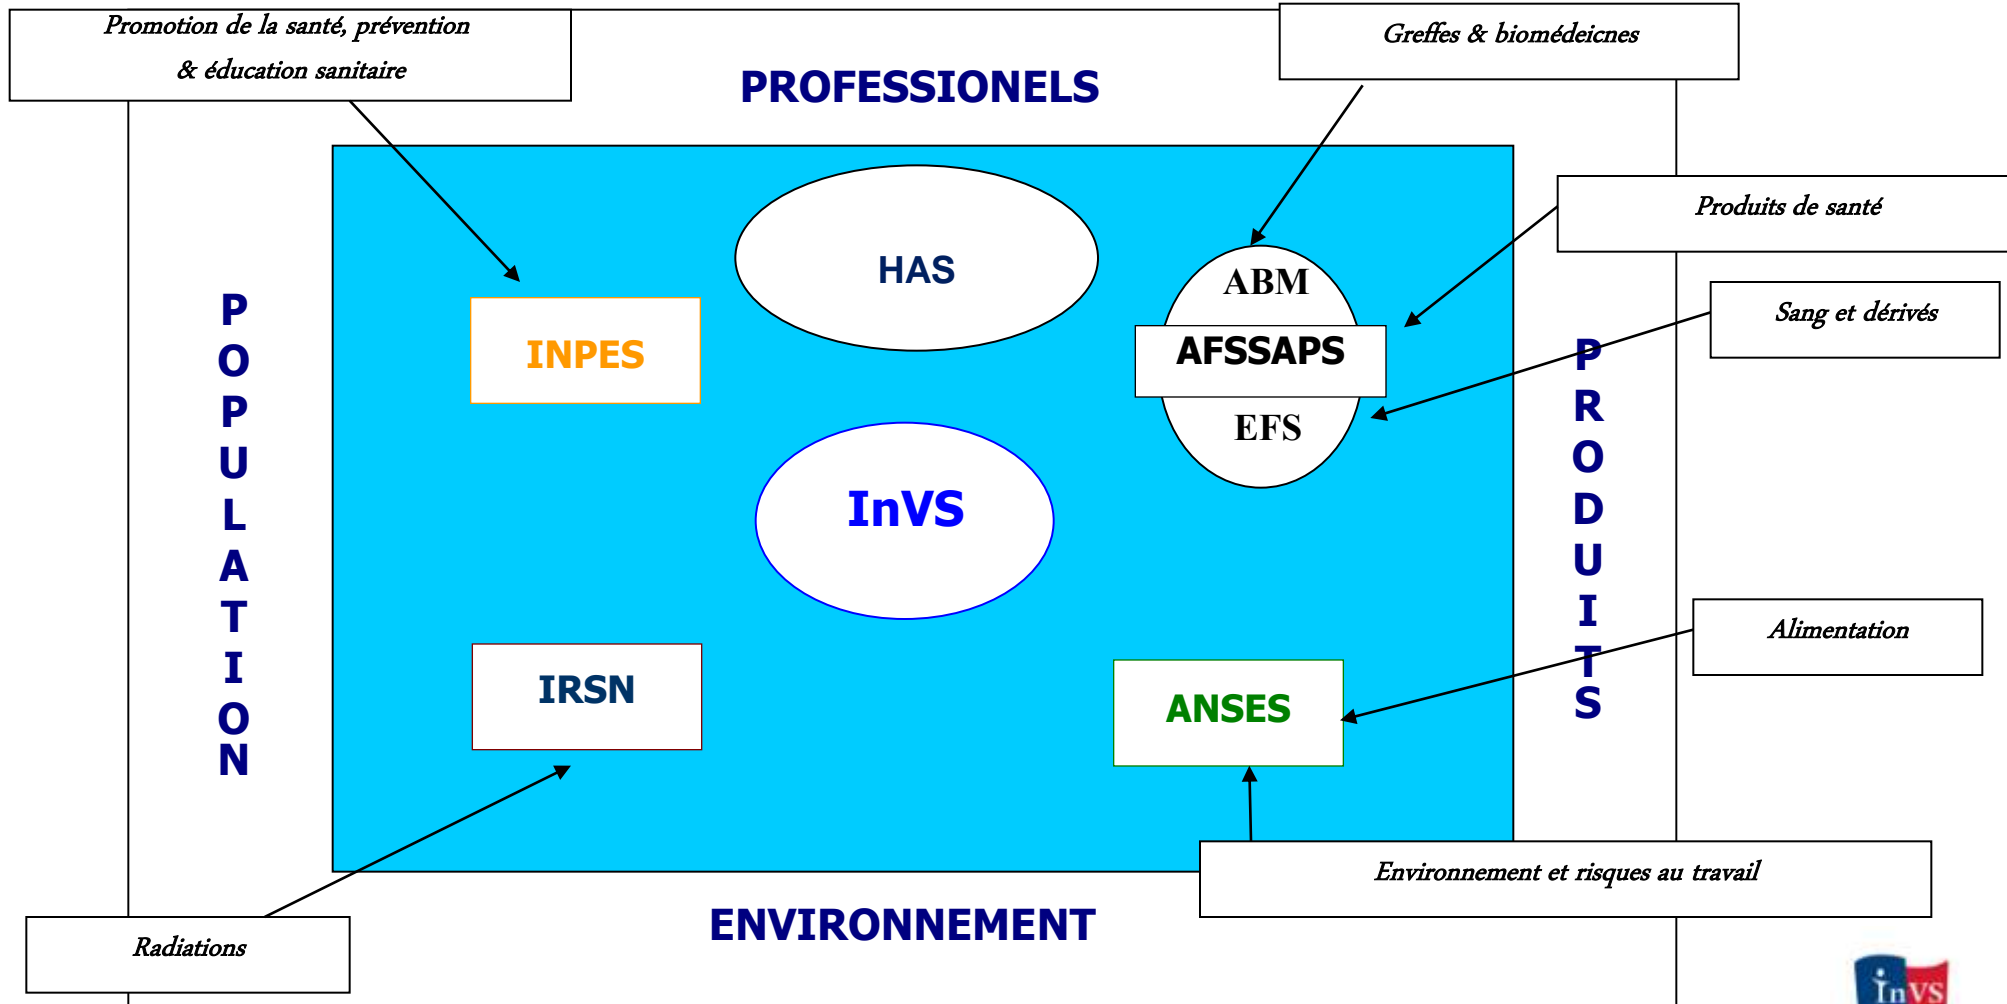 Promotion de la santé, prévention
& éducation sanitaire
Greffes & biomédeicnes
PROFESSIONELS
Produits de santé
HAS
ABM
Sang et dérivés
INPES
AFSSAPS
EFS
POPULATION
PRODUITS
InVS
Alimentation
IRSN
ANSES
Environnement et risques au travail
ENVIRONNEMENT
Radiations
InVS